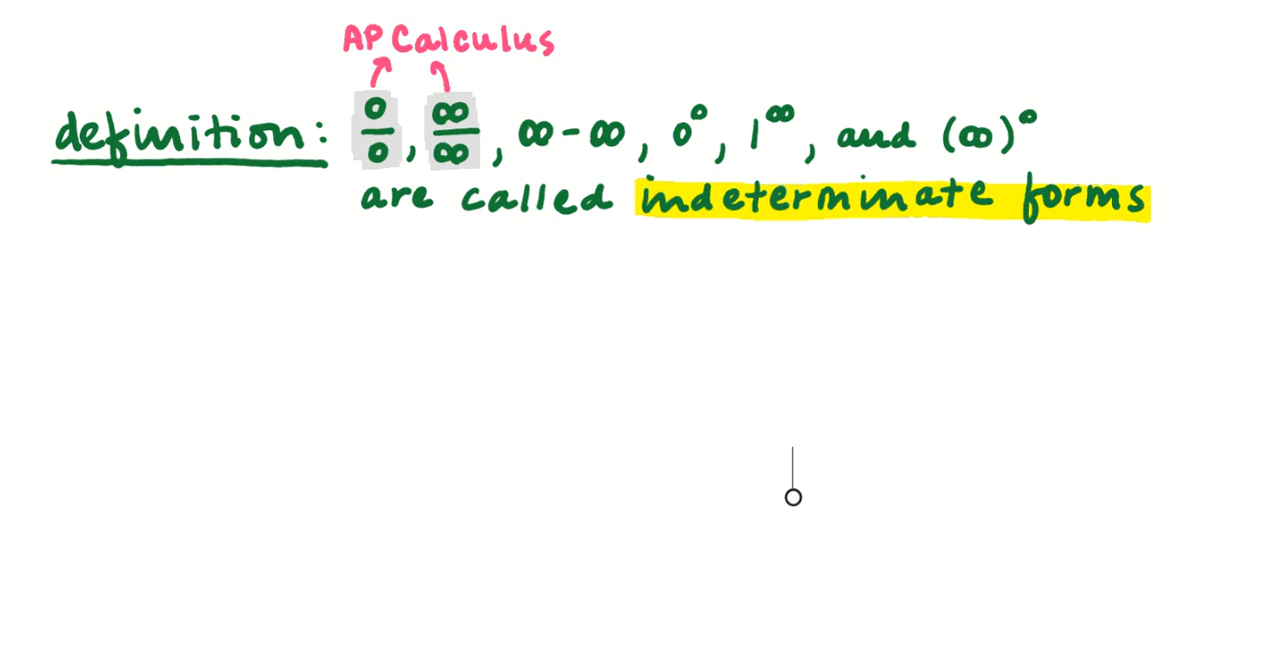 AP Calculus
definition: 0/0, ∞/∞, ∞-∞, 0⁰, 1^∞, and (∞)⁰
are called indeterminate forms